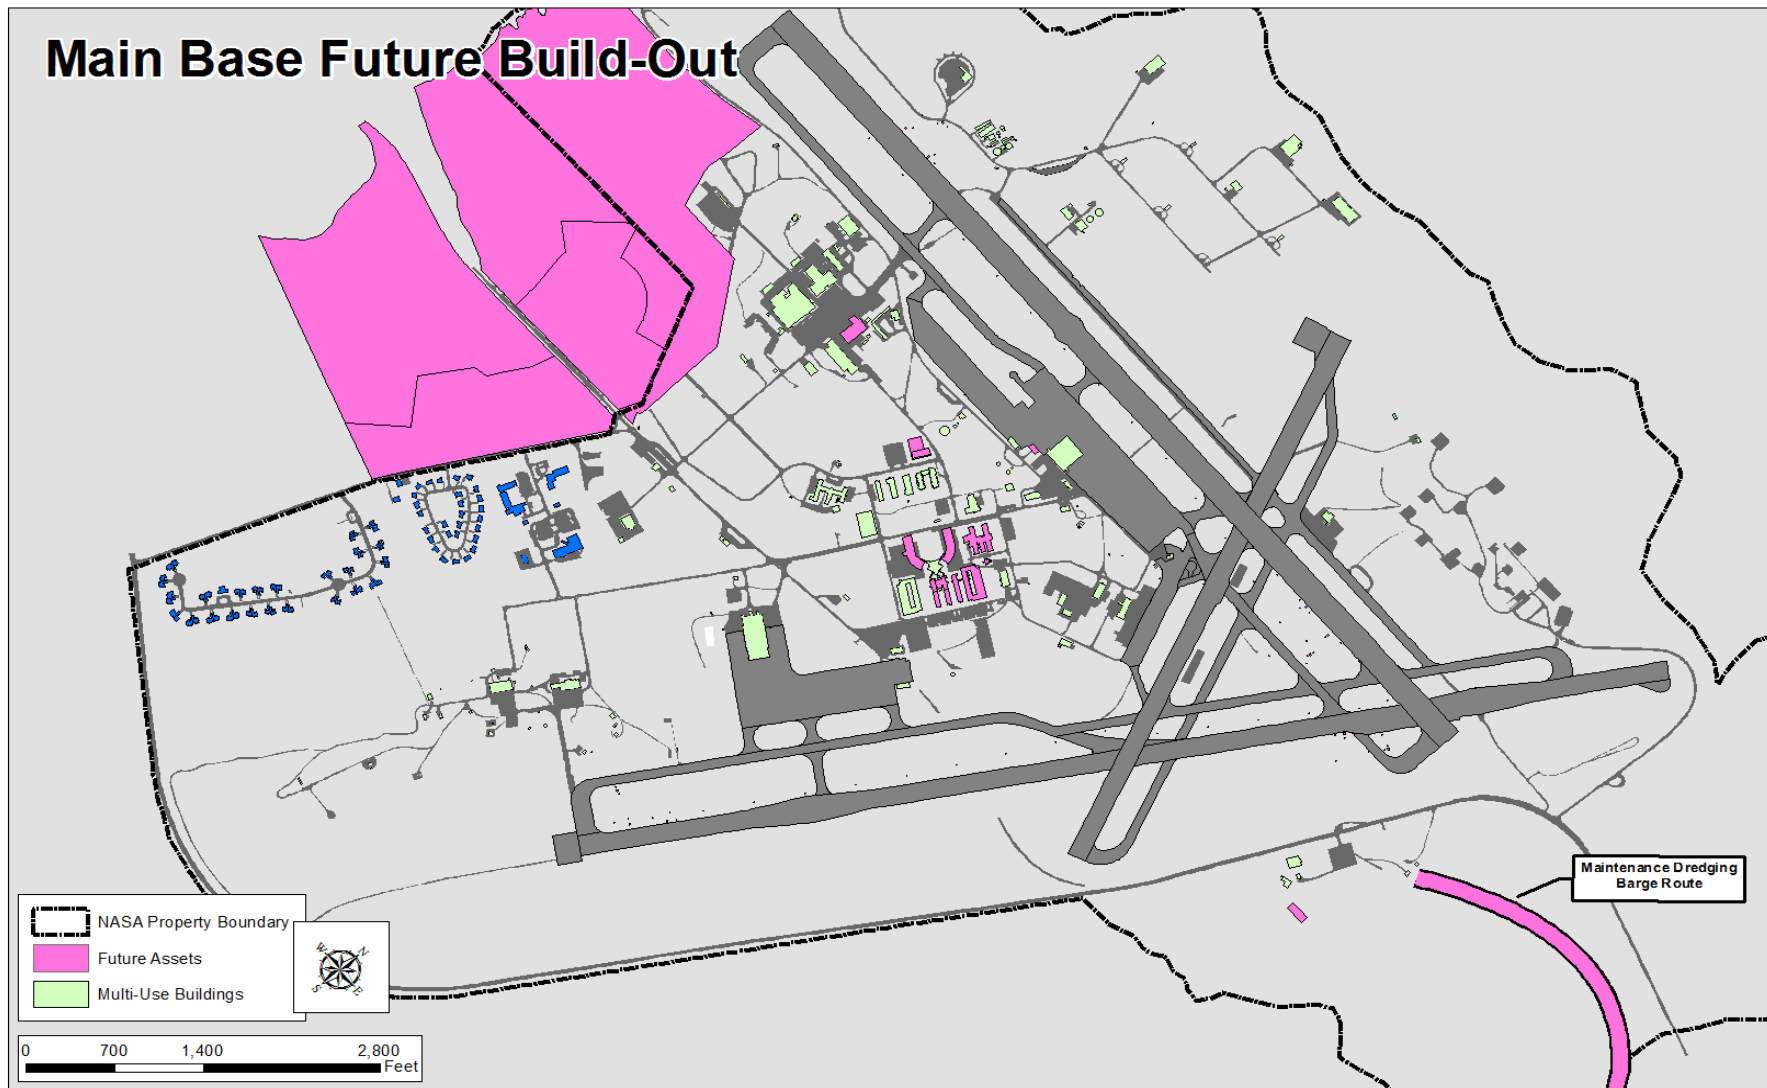 Main Base Future Build-Out
Maintenance Dredging
Barge Route
NASA Property Boundary
Future Assets
Multi-Use Buildings
N
W
S
E
0 700 1,400 2,800
Feet